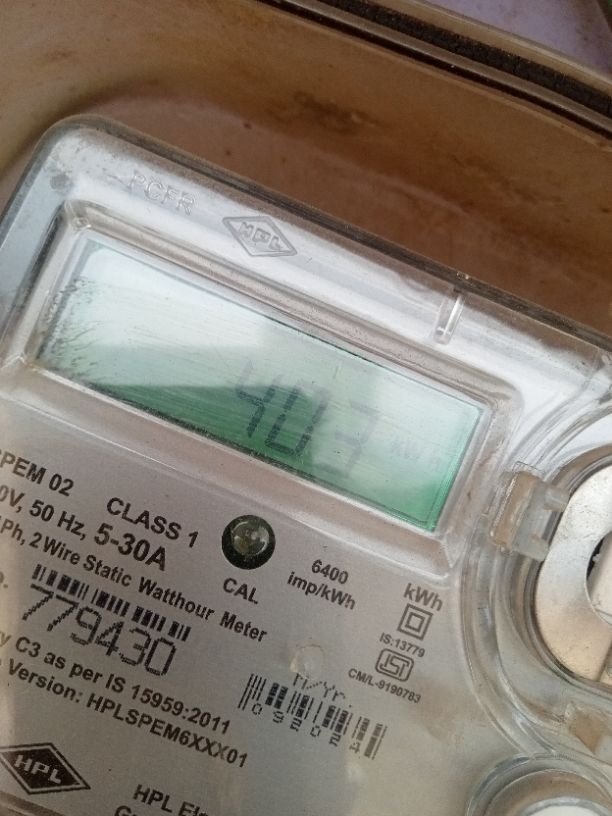 PCFR
HPL
403 kWh
SPEM 02
CLASS 1
0V, 50 Hz, 5-30A
Ph, 2 Wire Static Watthour Meter
CAL
6400
imp/kWh
kWh
779430
IS:13779
CM/L-9190783
M/Yr.
C3 as per IS 15959:2011
Version: HPLSPEM6XXX01
HPL
HPL